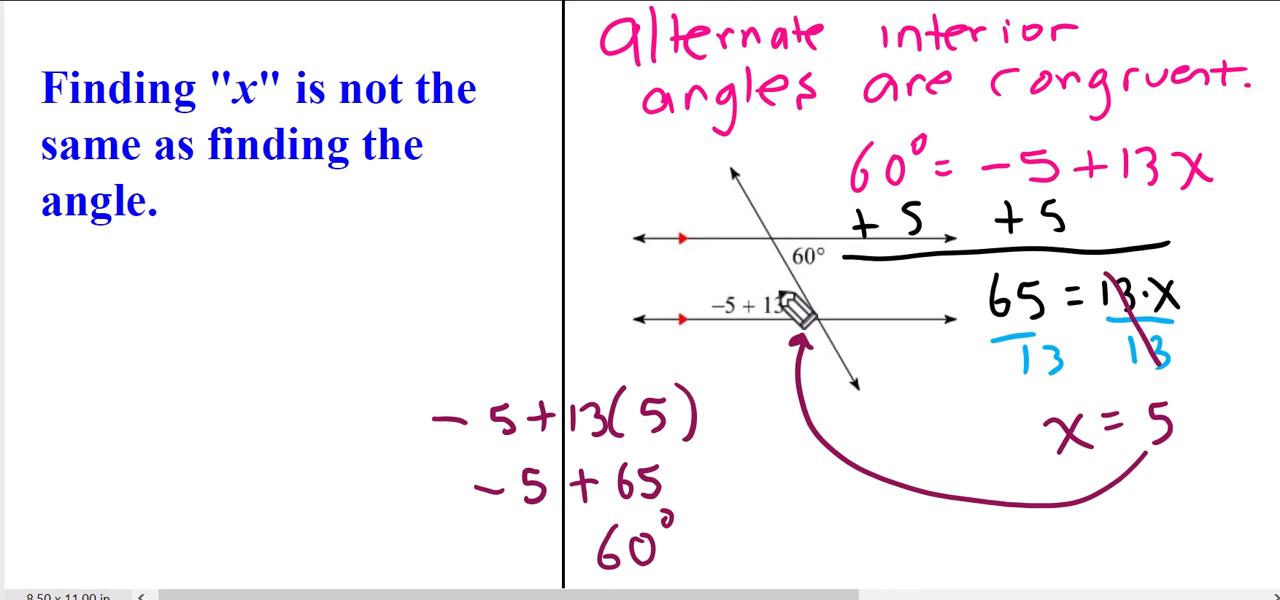 Finding "x" is not the
same as finding the
angle.
alternate interior
angles are congruent.
60° = -5 + 13x
+ 5 + 5
65 = 13·x
13 13
x = 5
60°
–5 + 13
- 5 + 13(5)
- 5 + 65
60°
8.50 x 11.00 in